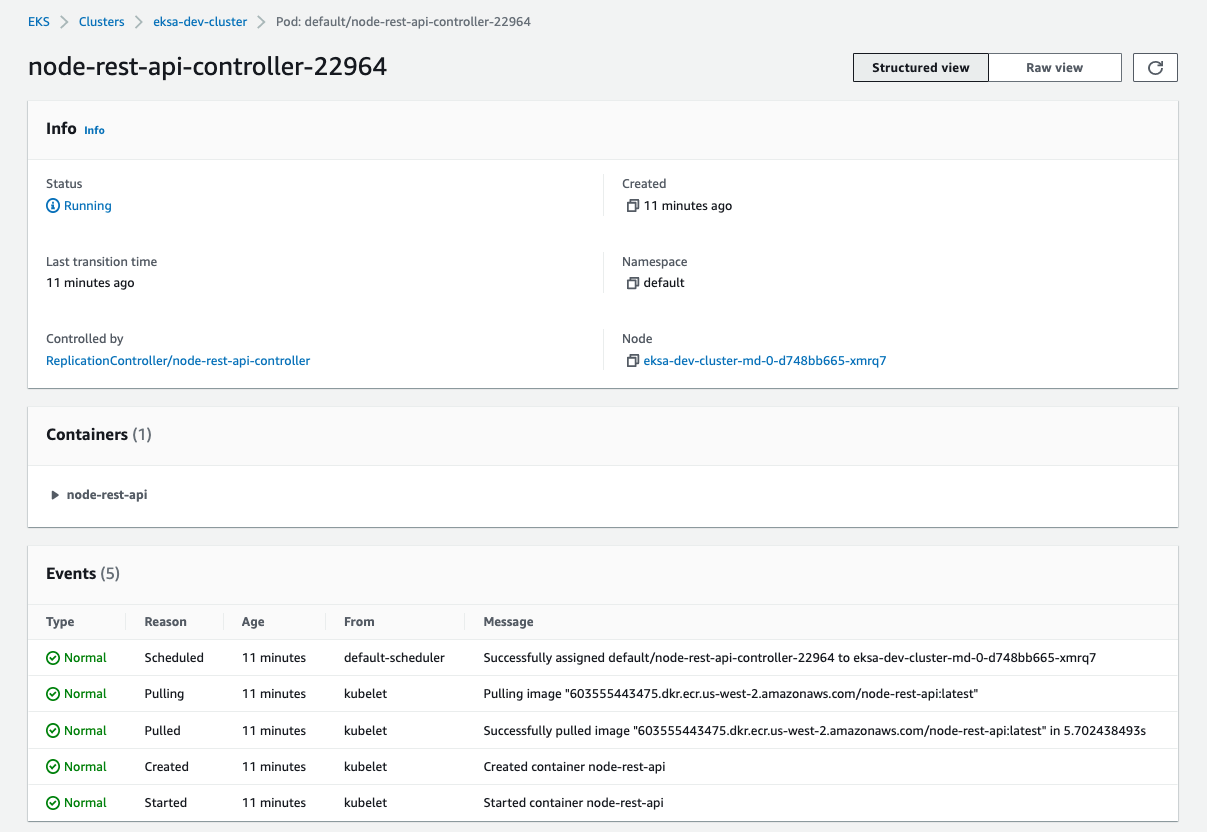 EKS > Clusters > eksa-dev-cluster > Pod: default/node-rest-api-controller-22964
node-rest-api-controller-22964
Structured view Raw view
Info Info
Status Created
Running 11 minutes ago
Last transition time Namespace
11 minutes ago default
Controlled by Node
ReplicationController/node-rest-api-controller eksa-dev-cluster-md-0-d748bb665-xmrq7
Containers (1)
node-rest-api
Events (5)
Type Reason Age From Message
Normal Scheduled 11 minutes default-scheduler Successfully assigned default/node-rest-api-controller-22964 to eksa-dev-cluster-md-0-d748bb665-xmrq7
Normal Pulling 11 minutes kubelet Pulling image "603555443475.dkr.ecr.us-west-2.amazonaws.com/node-rest-api:latest"
Normal Pulled 11 minutes kubelet Successfully pulled image "603555443475.dkr.ecr.us-west-2.amazonaws.com/node-rest-api:latest" in 5.702438493s
Normal Created 11 minutes kubelet Created container node-rest-api
Normal Started 11 minutes kubelet Started container node-rest-api